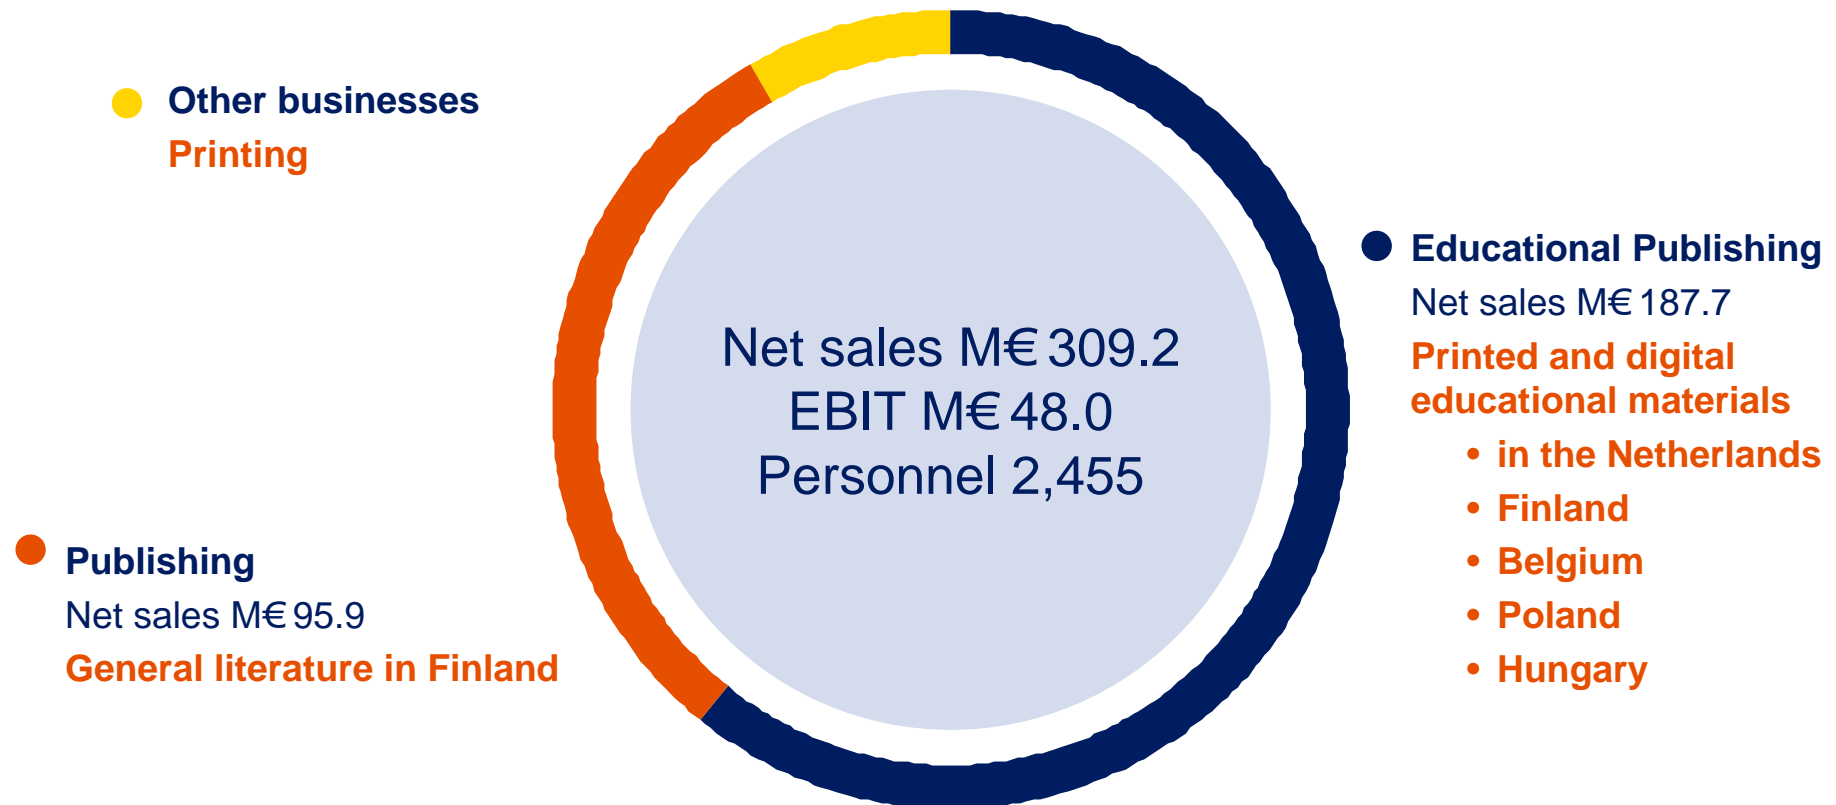 Other businesses
Printing
Educational Publishing
Net sales M€ 187.7
Printed and digital
educational materials
• in the Netherlands
• Finland
• Belgium
• Poland
• Hungary
Net sales M€ 309.2
EBIT M€ 48.0
Personnel 2,455
Publishing
Net sales M€ 95.9
General literature in Finland